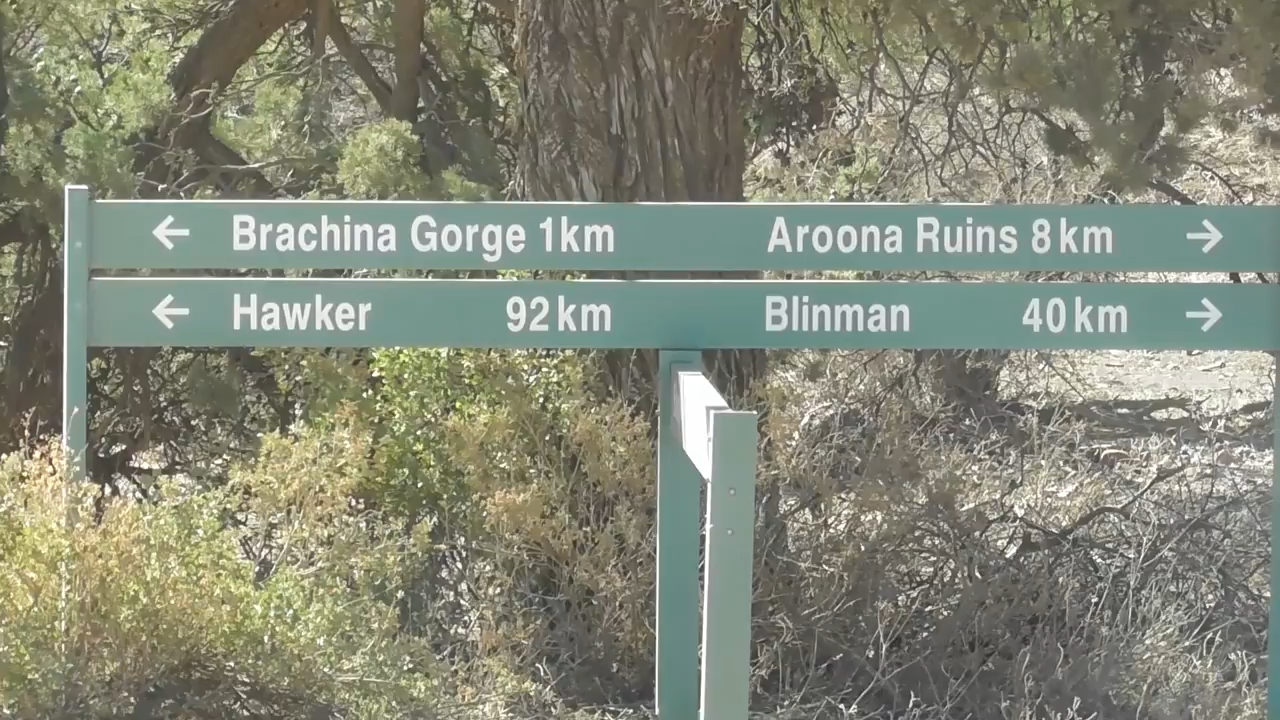 ← Brachina Gorge 1km Aroona Ruins 8km →
← Hawker 92km Blinman 40km →